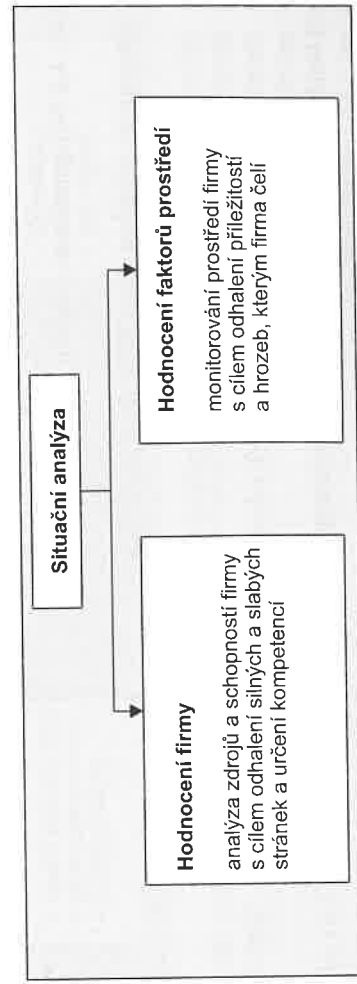 Situační analýza
Hodnocení firmy
analýza zdrojů a schopností firmy
s cílem odhalení silných a slabých
stránek a určení kompetencí
Hodnocení faktorů prostředí
monitorování prostředí firmy
s cílem odhalení příležitostí
a hrozeb, kterým firma čelí